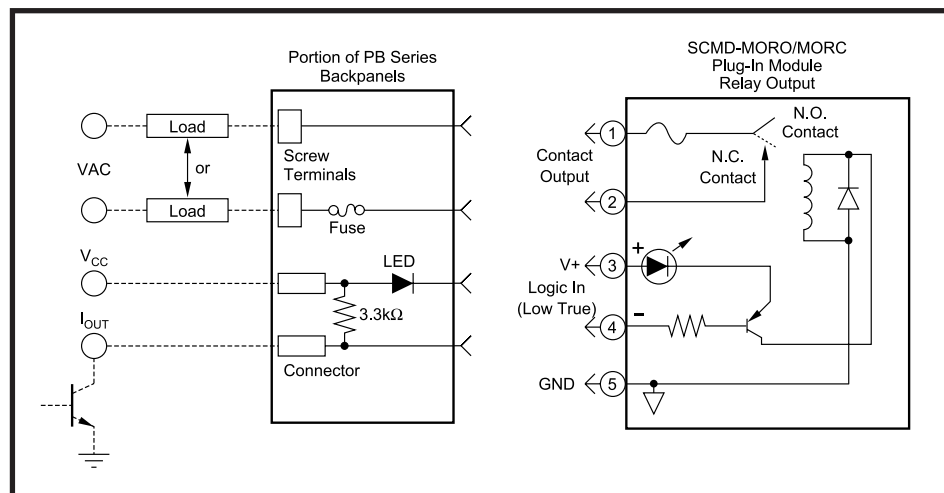 Portion of PB Series
Backpanels
Load
VAC
or
Load
Screw
Terminals
Fuse
V_CC
LED
3.3kΩ
I_OUT
Connector
SCMD-MORO/MORC
Plug-In Module
Relay Output
1
N.O.
Contact
Contact
Output
N.C.
Contact
2
V+
3
+
Logic In
(Low True)
4
–
GND
5